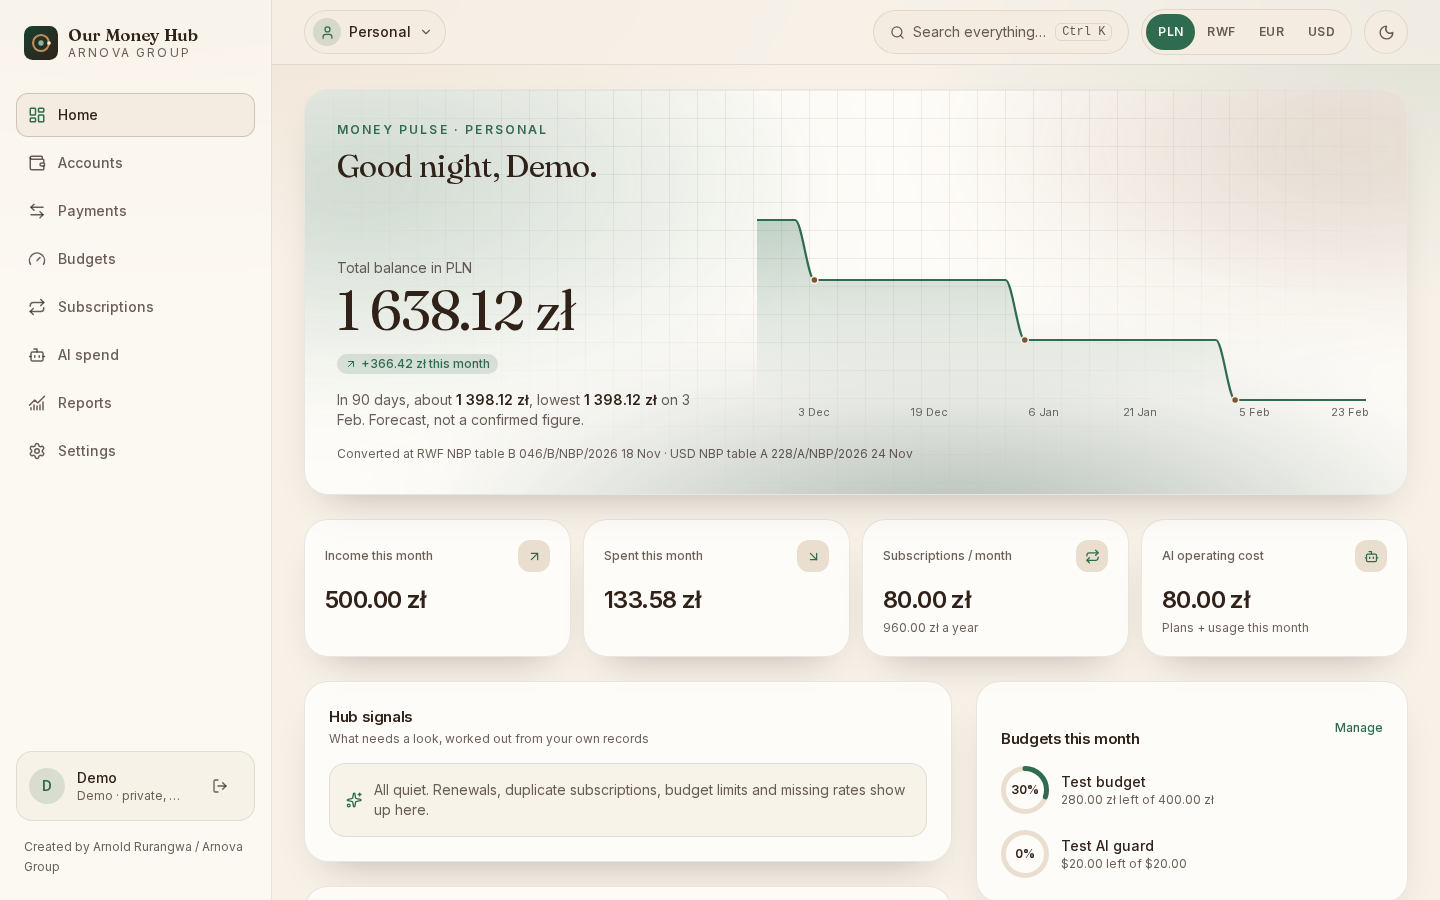 Our Money Hub
ARNOVA GROUP
Home
Accounts
Payments
Budgets
Subscriptions
AI spend
Reports
Settings
D
Demo
Demo · private, …
Created by Arnold Rurangwa / Arnova
Group
Personal
Search everything…
Ctrl K
PLN
RWF
EUR
USD
MONEY PULSE · PERSONAL
Good night, Demo.
Total balance in PLN
1 638.12 zł
+366.42 zł this month
In 90 days, about 1 398.12 zł, lowest 1 398.12 zł on 3
Feb. Forecast, not a confirmed figure.
3 Dec
19 Dec
6 Jan
21 Jan
5 Feb
23 Feb
Converted at RWF NBP table B 046/B/NBP/2026 18 Nov · USD NBP table A 228/A/NBP/2026 24 Nov
Income this month
500.00 zł
Spent this month
133.58 zł
Subscriptions / month
80.00 zł
960.00 zł a year
AI operating cost
80.00 zł
Plans + usage this month
Hub signals
What needs a look, worked out from your own records
All quiet. Renewals, duplicate subscriptions, budget limits and missing rates show
up here.
Manage
Budgets this month
30%
Test budget
280.00 zł left of 400.00 zł
0%
Test AI guard
$20.00 left of $20.00